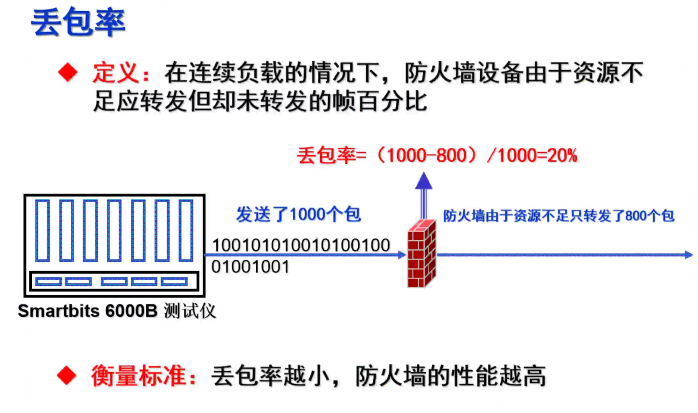 丢包率
定义：在连续负载的情况下，防火墙设备由于资源不
足应转发但却未转发的帧百分比
丢包率=（1000-800）/1000=20%
发送了1000个包
防火墙由于资源不足只转发了800个包
100101010010100100
01001001
Smartbits 6000B 测试仪
衡量标准：丢包率越小，防火墙的性能越高